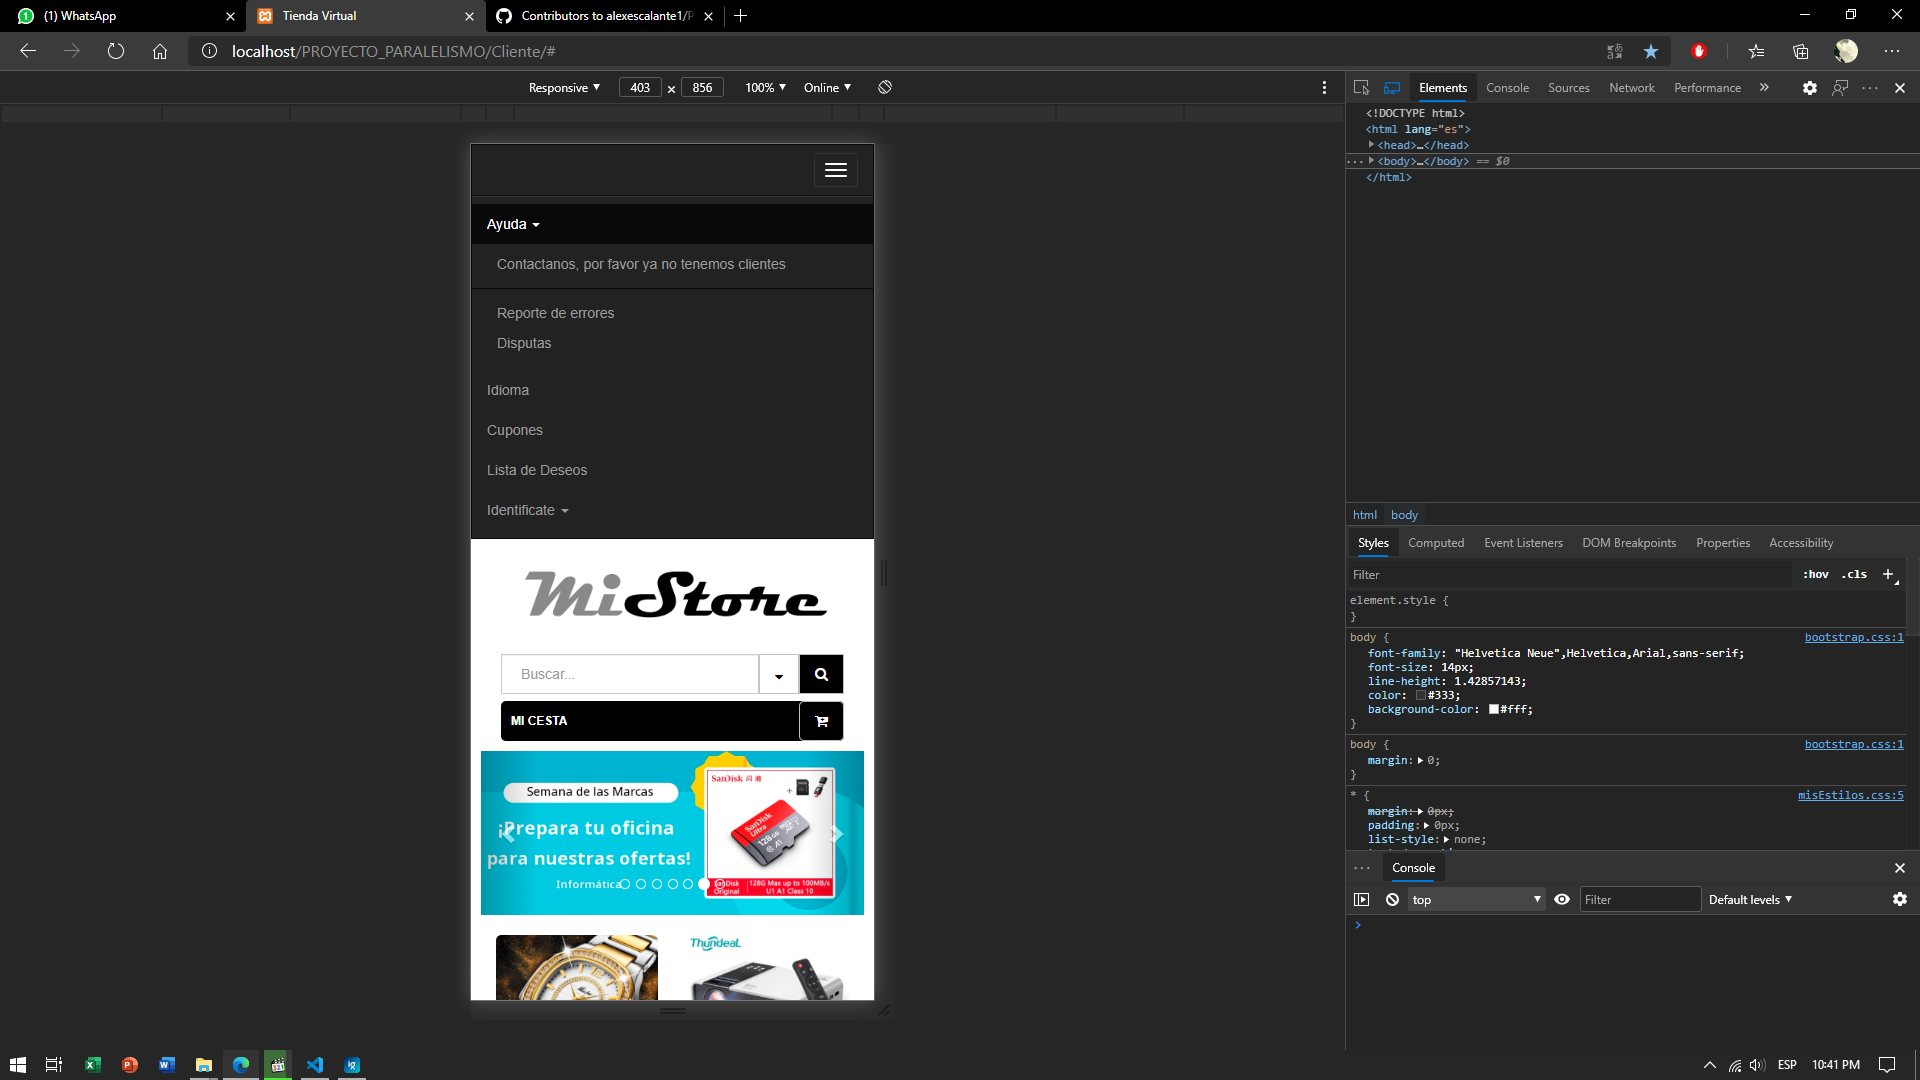 (1) WhatsApp
Tienda Virtual
Contributors to alexescalante1/P
localhost/PROYECTO_PARALELISMO/Cliente/#
Responsive ▼ 403 × 856 100% ▼ Online ▼
Elements Console Sources Network Performance
<!DOCTYPE html>
<html lang="es">
<head>…</head>
<body>…</body> == $0
</html>
Ayuda
Contactanos, por favor ya no tenemos clientes
Reporte de errores
Disputas
Idioma
Cupones
Lista de Deseos
Identificate
MiStore
Buscar...
MI CESTA
Semana de las Marcas
¡Prepara tu oficina
para nuestras ofertas!
Informática
SanDisk
SanDisk
Ultra
128GB
SanDisk Original
128G Max up to 100MB/s
U1 A1 Class 10
ThundeaL
html body
Styles Computed Event Listeners DOM Breakpoints Properties Accessibility
Filter :hov .cls +
element.style {
}
body { bootstrap.css:1
font-family: "Helvetica Neue",Helvetica,Arial,sans-serif;
font-size: 14px;
line-height: 1.42857143;
color: #333;
background-color: #fff;
}
body { bootstrap.css:1
margin: 0;
}
* { misEstilos.css:5
margin: 0px;
padding: 0px;
list-style: none;
Console
top Filter Default levels ▼
ESP 10:41 PM